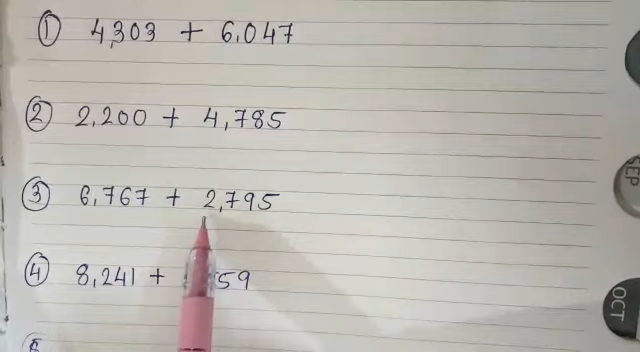 ① 4,303 + 6,047
② 2,200 + 4,785
③ 6,767 + 2,795
④ 8,241 + 59
SEP
OCT